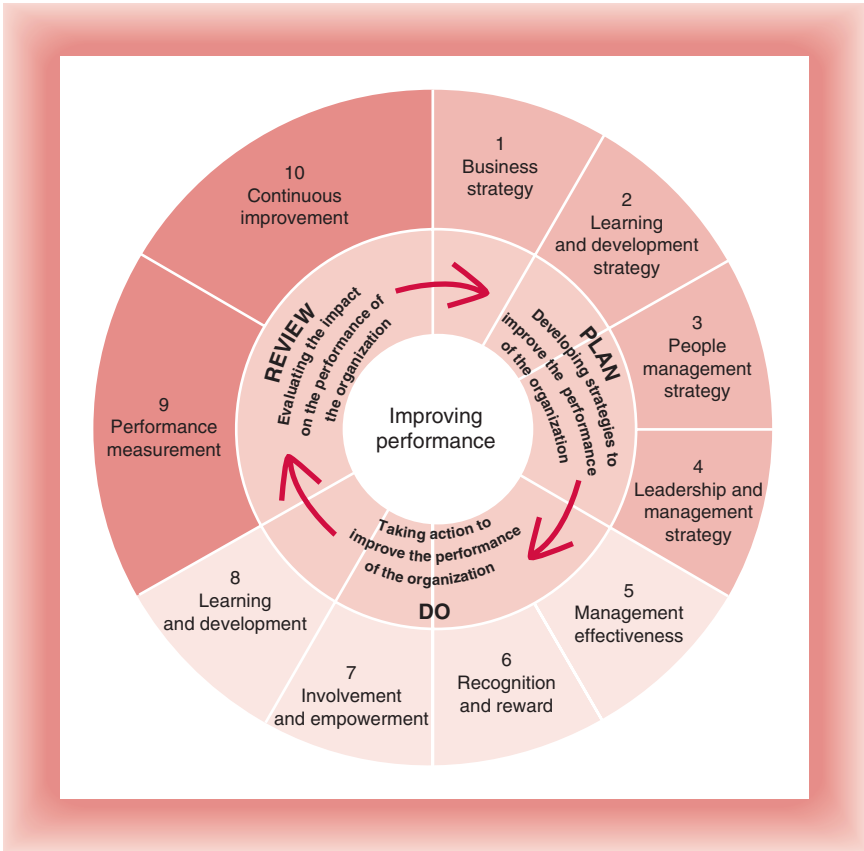 1
Business
strategy
2
Learning
and development
strategy
3
People
management
strategy
4
Leadership and
management
strategy
5
Management
effectiveness
6
Recognition
and reward
7
Involvement
and empowerment
8
Learning
and development
9
Performance
measurement
10
Continuous
improvement
PLAN
Developing strategies to
improve the performance
of the organization
DO
Taking action to
improve the performance
of the organization
REVIEW
Evaluating the impact
on the performance of
the organization
Improving
performance